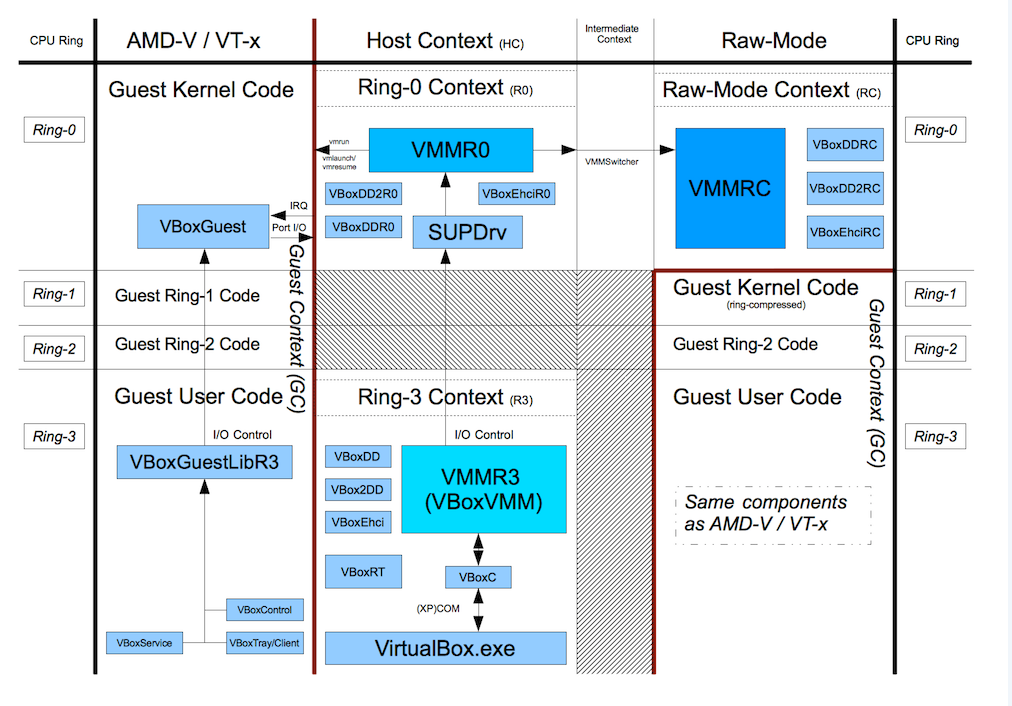 CPU Ring
AMD-V / VT-x
Host Context (HC)
Intermediate
Context
Raw-Mode
CPU Ring
Guest Kernel Code
Ring-0 Context (R0)
Raw-Mode Context (RC)
Ring-0
vmrun
vmlaunch/
vmresume
VMMR0
VMMSwitcher
VMMRC
VBoxDDRC
VBoxDD2RC
VBoxEhciRC
Ring-0
VBoxDD2R0
VBoxEhciR0
VBoxDDR0
SUPDrv
VBoxGuest
IRQ
Port I/O
Guest Context (GC)
Ring-1
Guest Ring-1 Code
Guest Kernel Code
(ring-compressed)
Ring-1
Guest Context (GC)
Ring-2
Guest Ring-2 Code
Guest Ring-2 Code
Ring-2
Guest User Code
Ring-3 Context (R3)
Guest User Code
Ring-3
I/O Control
I/O Control
Ring-3
VBoxGuestLibR3
VBoxDD
VBox2DD
VBoxEhci
VMMR3
(VBoxVMM)
Same components
as AMD-V / VT-x
VBoxRT
VBoxC
(XP)COM
VBoxControl
VBoxService
VBoxTray/Client
VirtualBox.exe